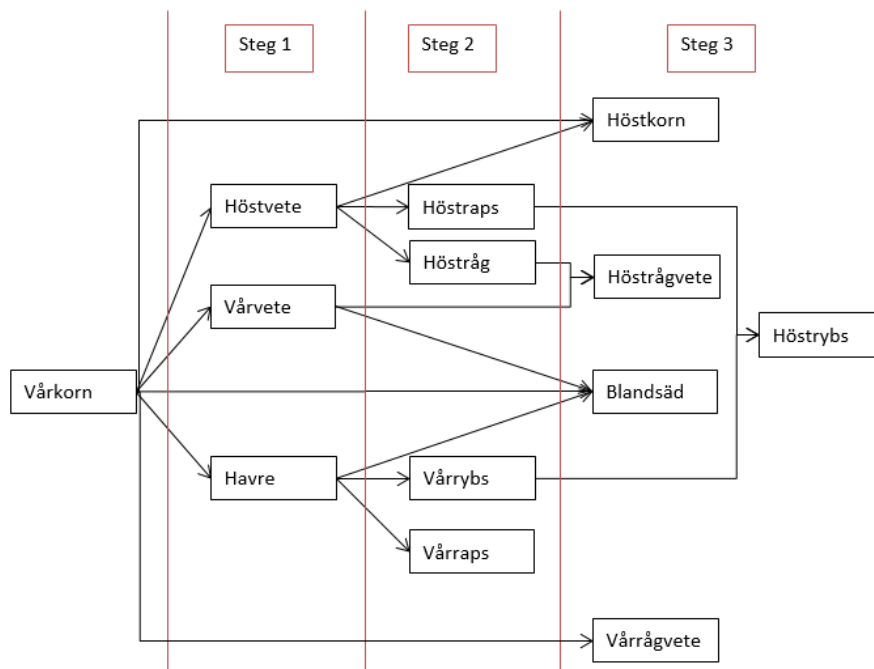 Steg 1
Steg 2
Steg 3
Höstkorn
Höstvete
Höstraps
Höstråg
Höstrågvete
Vårvete
Höstrybs
Vårkorn
Blandsäd
Havre
Vårrybs
Vårraps
Vårrågvete